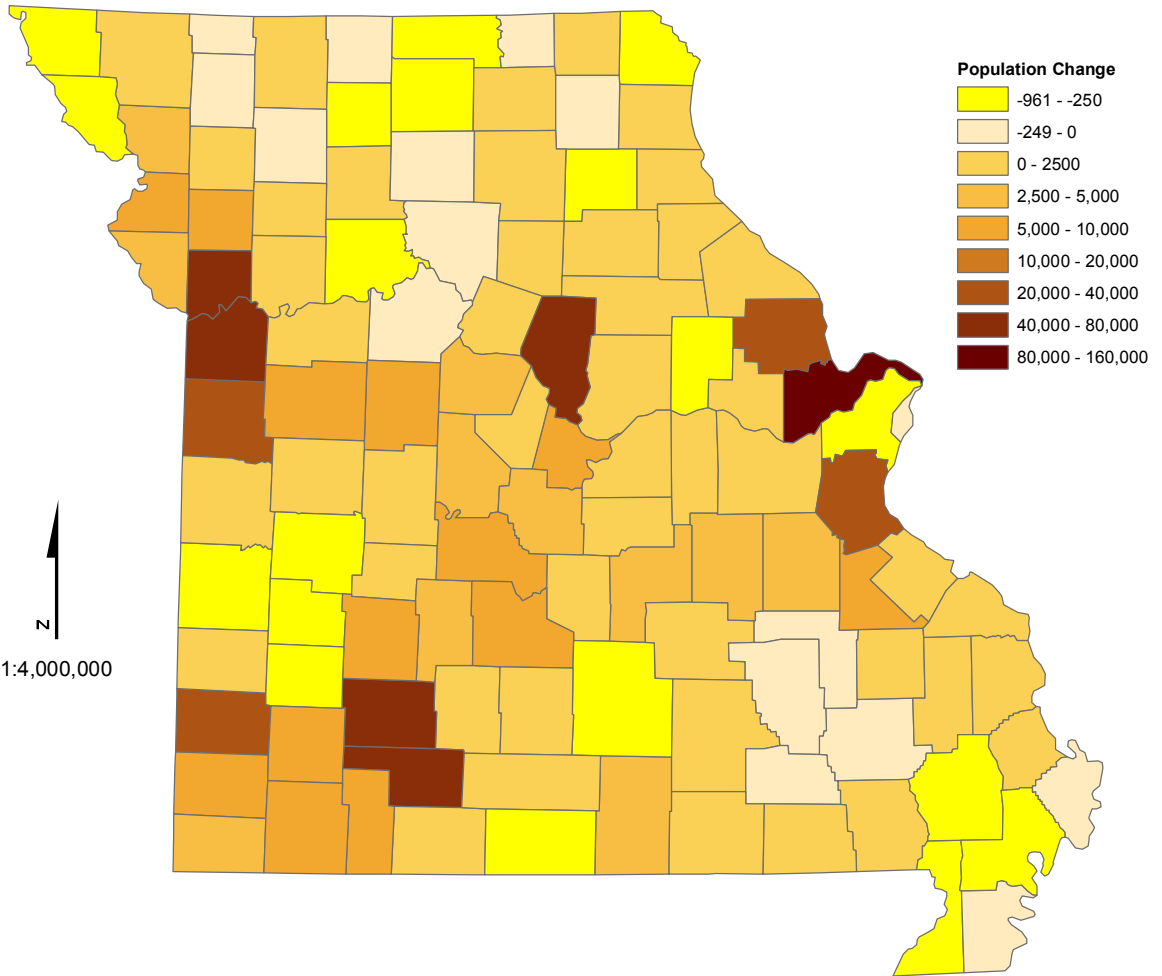 Population Change
-961 - -250
-249 - 0
0 - 2500
2,500 - 5,000
5,000 - 10,000
10,000 - 20,000
20,000 - 40,000
40,000 - 80,000
80,000 - 160,000
N
1:4,000,000